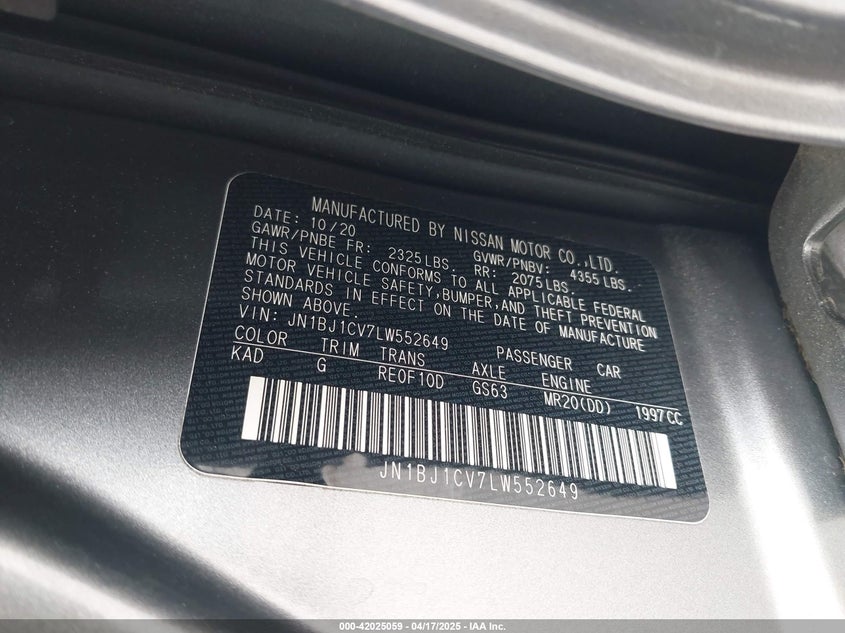 MANUFACTURED BY NISSAN MOTOR CO.,LTD.
DATE: 10/20 GVWR/PNBV: 4355 LBS.
GAWR/PNBE FR: 2325 LBS. RR: 2075 LBS.
THIS VEHICLE CONFORMS TO ALL APPLICABLE FEDERAL
MOTOR VEHICLE SAFETY,BUMPER,AND THEFT PREVENTION
STANDARDS IN EFFECT ON THE DATE OF MANUFACTURE
SHOWN ABOVE.
VIN: JN1BJ1CV7LW552649 PASSENGER CAR
COLOR TRIM TRANS AXLE ENGINE
KAD G RE0F10D GS63 MR20(DD) 1997CC
JN1BJ1CV7LW552649
000-42025059 - 04/17/2025 - IAA Inc.